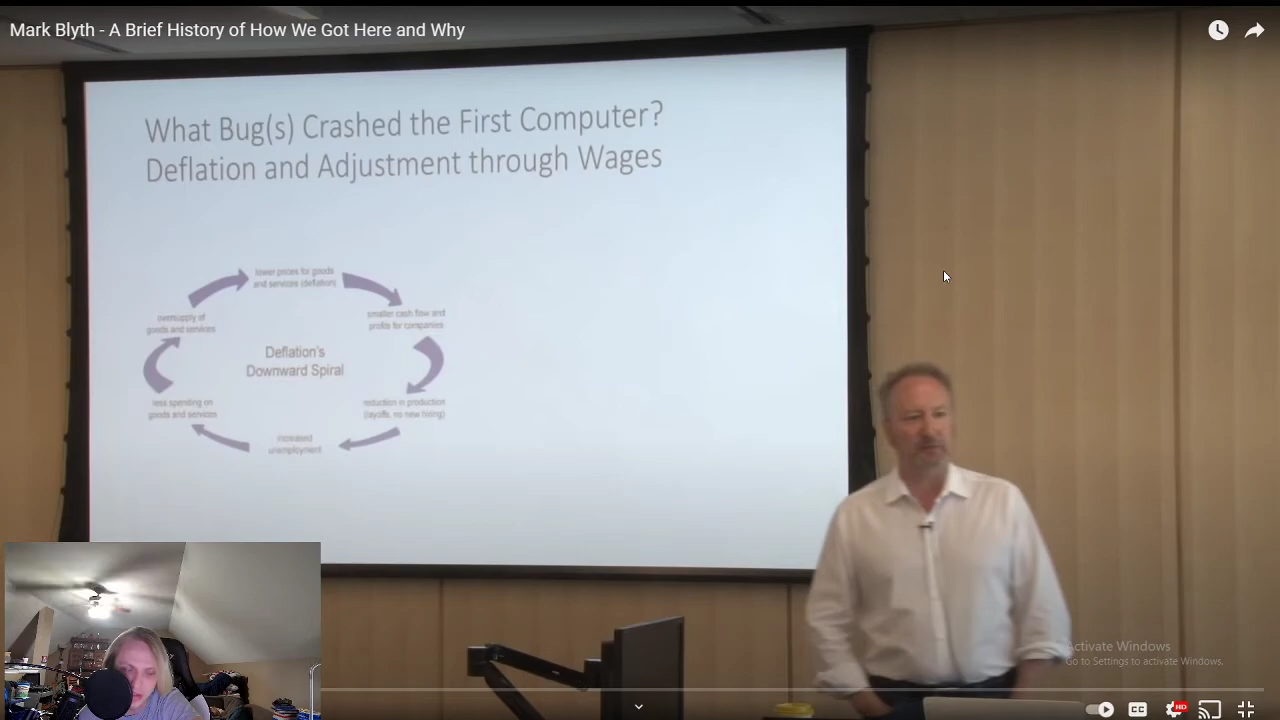 Mark Blyth - A Brief History of How We Got Here and Why
What Bug(s) Crashed the First Computer?
Deflation and Adjustment through Wages
lower prices for goods
and services (deflation)
smaller cash flow and
profits for companies
reduction in production
(layoffs, no new hiring)
increased
unemployment
less spending on
goods and services
oversupply of
goods and services
Deflation's
Downward Spiral
Activate Windows
Go to Settings to activate Windows.
CC
HD